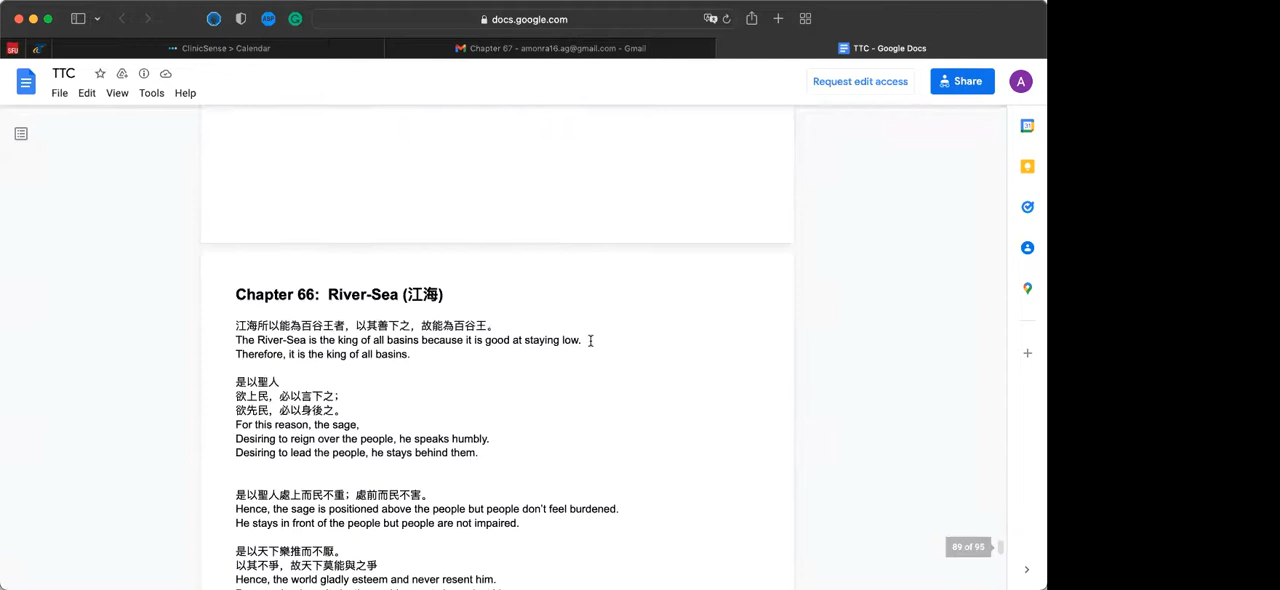 docs.google.com
SFU
ClinicSense > Calendar
Chapter 67 - amonra16.ag@gmail.com - Gmail
TTC - Google Docs
TTC
File Edit View Tools Help
Request edit access
Share
A
ABP
31
Chapter 66: River-Sea (江海)
江海所以能為百谷王者，以其善下之，故能為百谷王。
The River-Sea is the king of all basins because it is good at staying low.
Therefore, it is the king of all basins.
是以聖人
欲上民，必以言下之；
欲先民，必以身後之。
For this reason, the sage,
Desiring to reign over the people, he speaks humbly.
Desiring to lead the people, he stays behind them.
是以聖人處上而民不重；處前而民不害。
Hence, the sage is positioned above the people but people don't feel burdened.
He stays in front of the people but people are not impaired.
是以天下樂推而不厭。
以其不爭，故天下莫能與之爭
Hence, the world gladly esteem and never resent him.
89 of 95